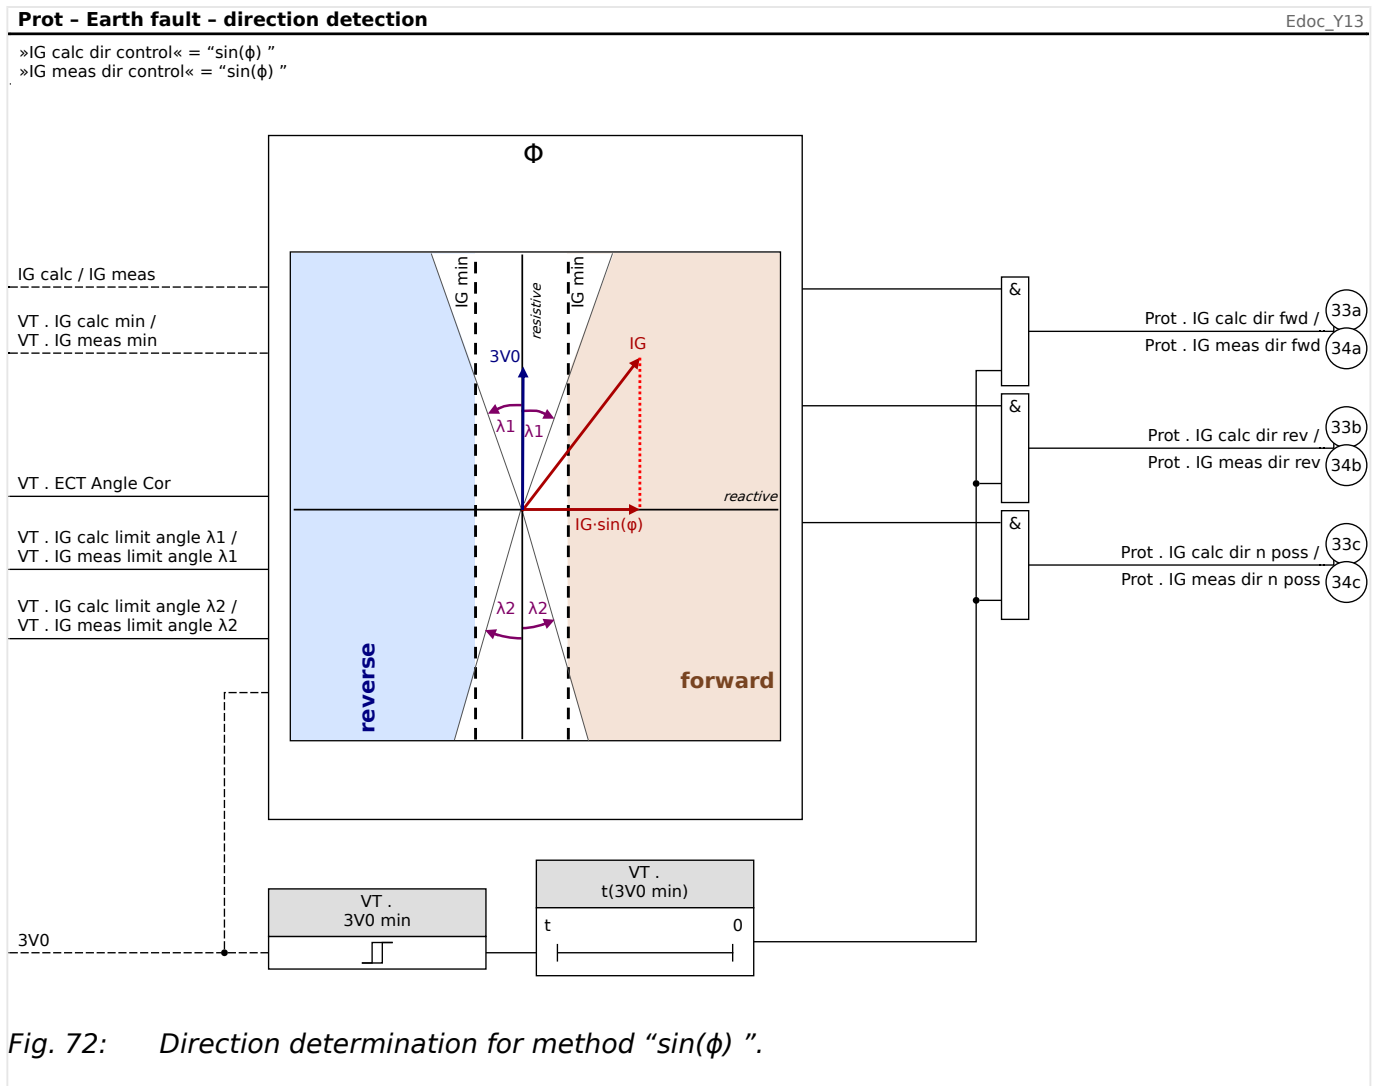 Prot – Earth fault – direction detection
Edoc_Y13
»IG calc dir control« = “sin(ϕ) ”
»IG meas dir control« = “sin(ϕ) ”
Φ
IG calc / IG meas
VT . IG calc min /
VT . IG meas min
VT . ECT Angle Cor
VT . IG calc limit angle λ1 /
VT . IG meas limit angle λ1
VT . IG calc limit angle λ2 /
VT . IG meas limit angle λ2
3V0
IG min
resistive
IG min
3V0
IG
λ1
λ1
reactive
IG·sin(φ)
λ2
λ2
reverse
forward
&
Prot . IG calc dir fwd /
33a
Prot . IG meas dir fwd
34a
&
Prot . IG calc dir rev /
33b
Prot . IG meas dir rev
34b
&
Prot . IG calc dir n poss /
33c
Prot . IG meas dir n poss
34c
VT .
3V0 min
VT .
t(3V0 min)
t
0
Fig. 72: Direction determination for method “sin(ϕ) ”.